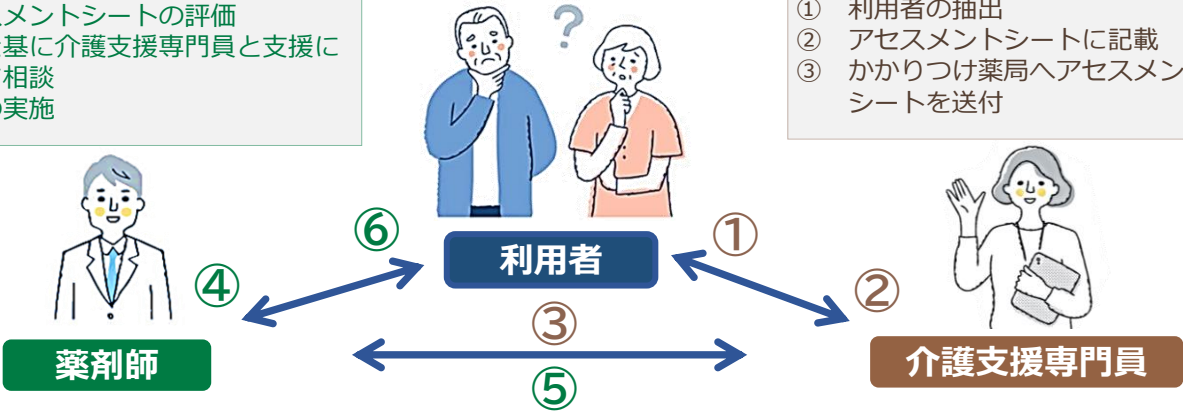 スメントシートの評価
基に介護支援専門員と支援に
相談
実施
① 利用者の抽出
② アセスメントシートに記載
③ かかりつけ薬局へアセスメン
シートを送付
?
⑥
①
利用者
④
②
③
薬剤師
介護支援専門員
⑤